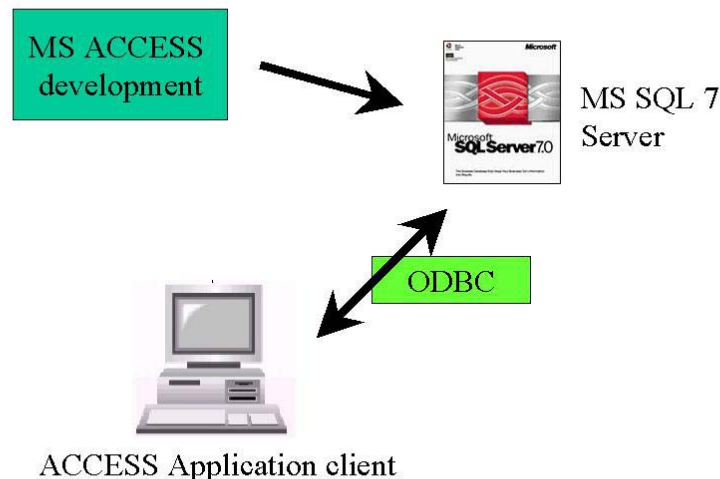 MS ACCESS
development
Microsoft
Microsoft
SQL Server 7.0
MS SQL 7
Server
ODBC
ACCESS Application client